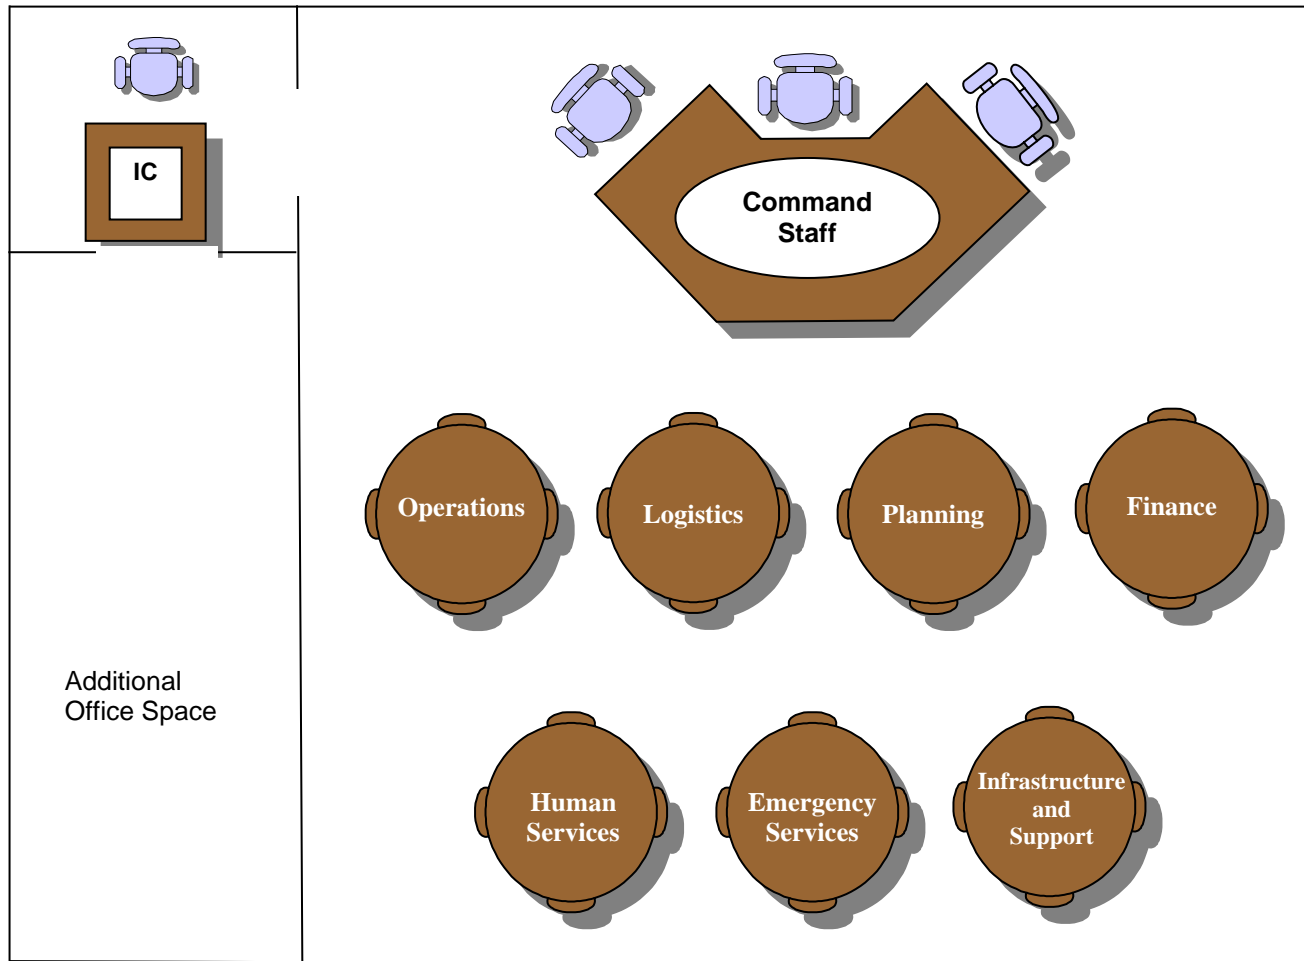 IC
Command
Staff
Operations
Logistics
Planning
Finance
Additional
Office Space
Human
Services
Emergency
Services
Infrastructure
and
Support